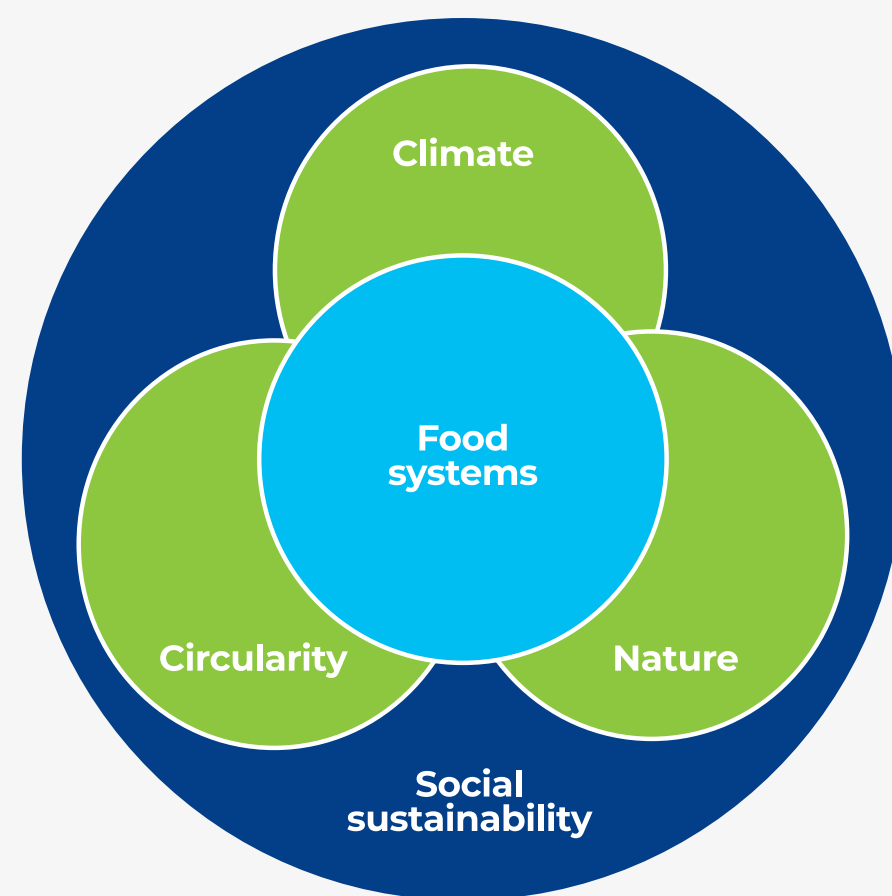 Climate
Food
systems
Circularity
Nature
Social
sustainability